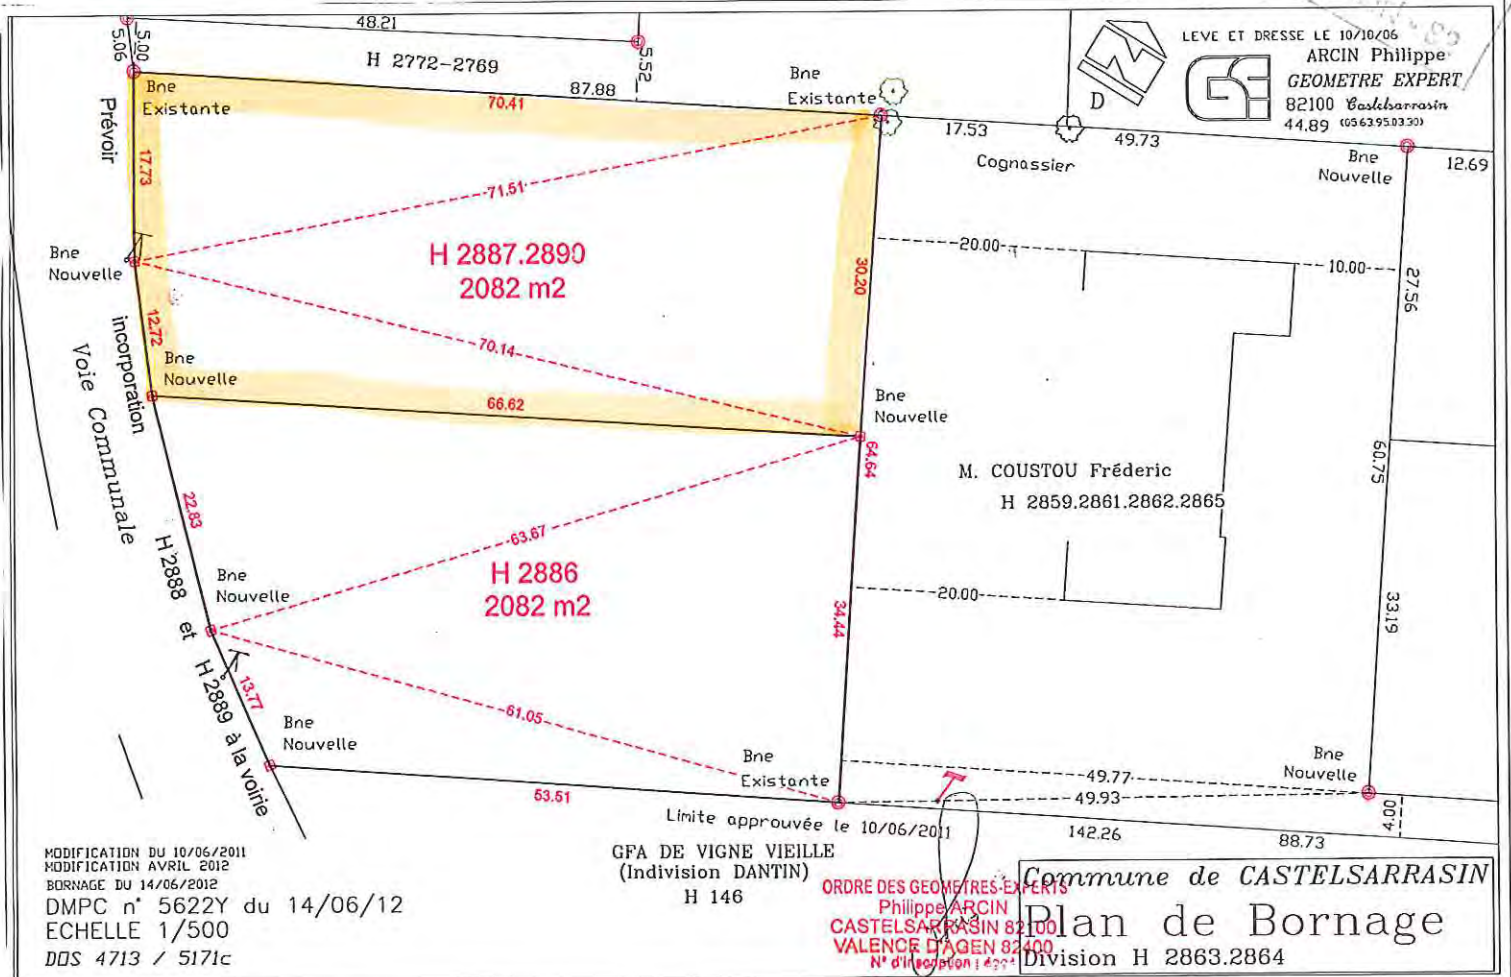 48.21
5.06
5.00
H 2772-2769
5.52
Bne
Existante
87.88
70.41
Bne
Existante
D
LEVE ET DRESSE LE 10/10/06
ARCIN Philippe
GEOMETRE EXPERT
82100 Castelsarrasin
44.89 (05.63.95.03.30)
17.53
49.73
Cognassier
Bne
Nouvelle
12.69
Prévoir
17.73
71.51
H 2887.2890
2082 m2
30.20
20.00
10.00
27.56
Bne
Nouvelle
70.14
12.72
incorporation
Bne
Nouvelle
66.62
Bne
Nouvelle
Voie Communale
64.64
60.75
M. COUSTOU Fréderic
H 2859.2861.2862.2865
22.83
63.67
H 2886
2082 m2
H 2888 et H 2889 à la voirie
Bne
Nouvelle
20.00
34.44
33.19
13.77
61.05
Bne
Nouvelle
Bne
Existante
Bne
Nouvelle
49.77
49.93
4.00
53.51
Limite approuvée le 10/06/2011
142.26
88.73
MODIFICATION DU 10/06/2011
MODIFICATION AVRIL 2012
BORNAGE DU 14/06/2012
DMPC n° 5622Y du 14/06/12
ECHELLE 1/500
DOS 4713 / 5171c
GFA DE VIGNE VIEILLE
(Indivision DANTIN)
H 146
ORDRE DES GEOMETRES-EXPERTS
Philippe ARCIN
CASTELSARRASIN 82100
VALENCE D'AGEN 82400
N° d'inscription :
Commune de CASTELSARRASIN
Plan de Bornage
Division H 2863.2864